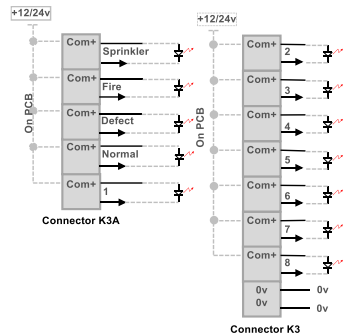 +12/24v
Com+
Sprinkler
Com+
Fire
Com+
Defect
Com+
Normal
Com+
1
On PCB
Connector K3A
+12/24v
Com+
2
Com+
3
Com+
4
Com+
5
Com+
6
Com+
7
Com+
8
On PCB
0v 0v
0v 0v
Connector K3